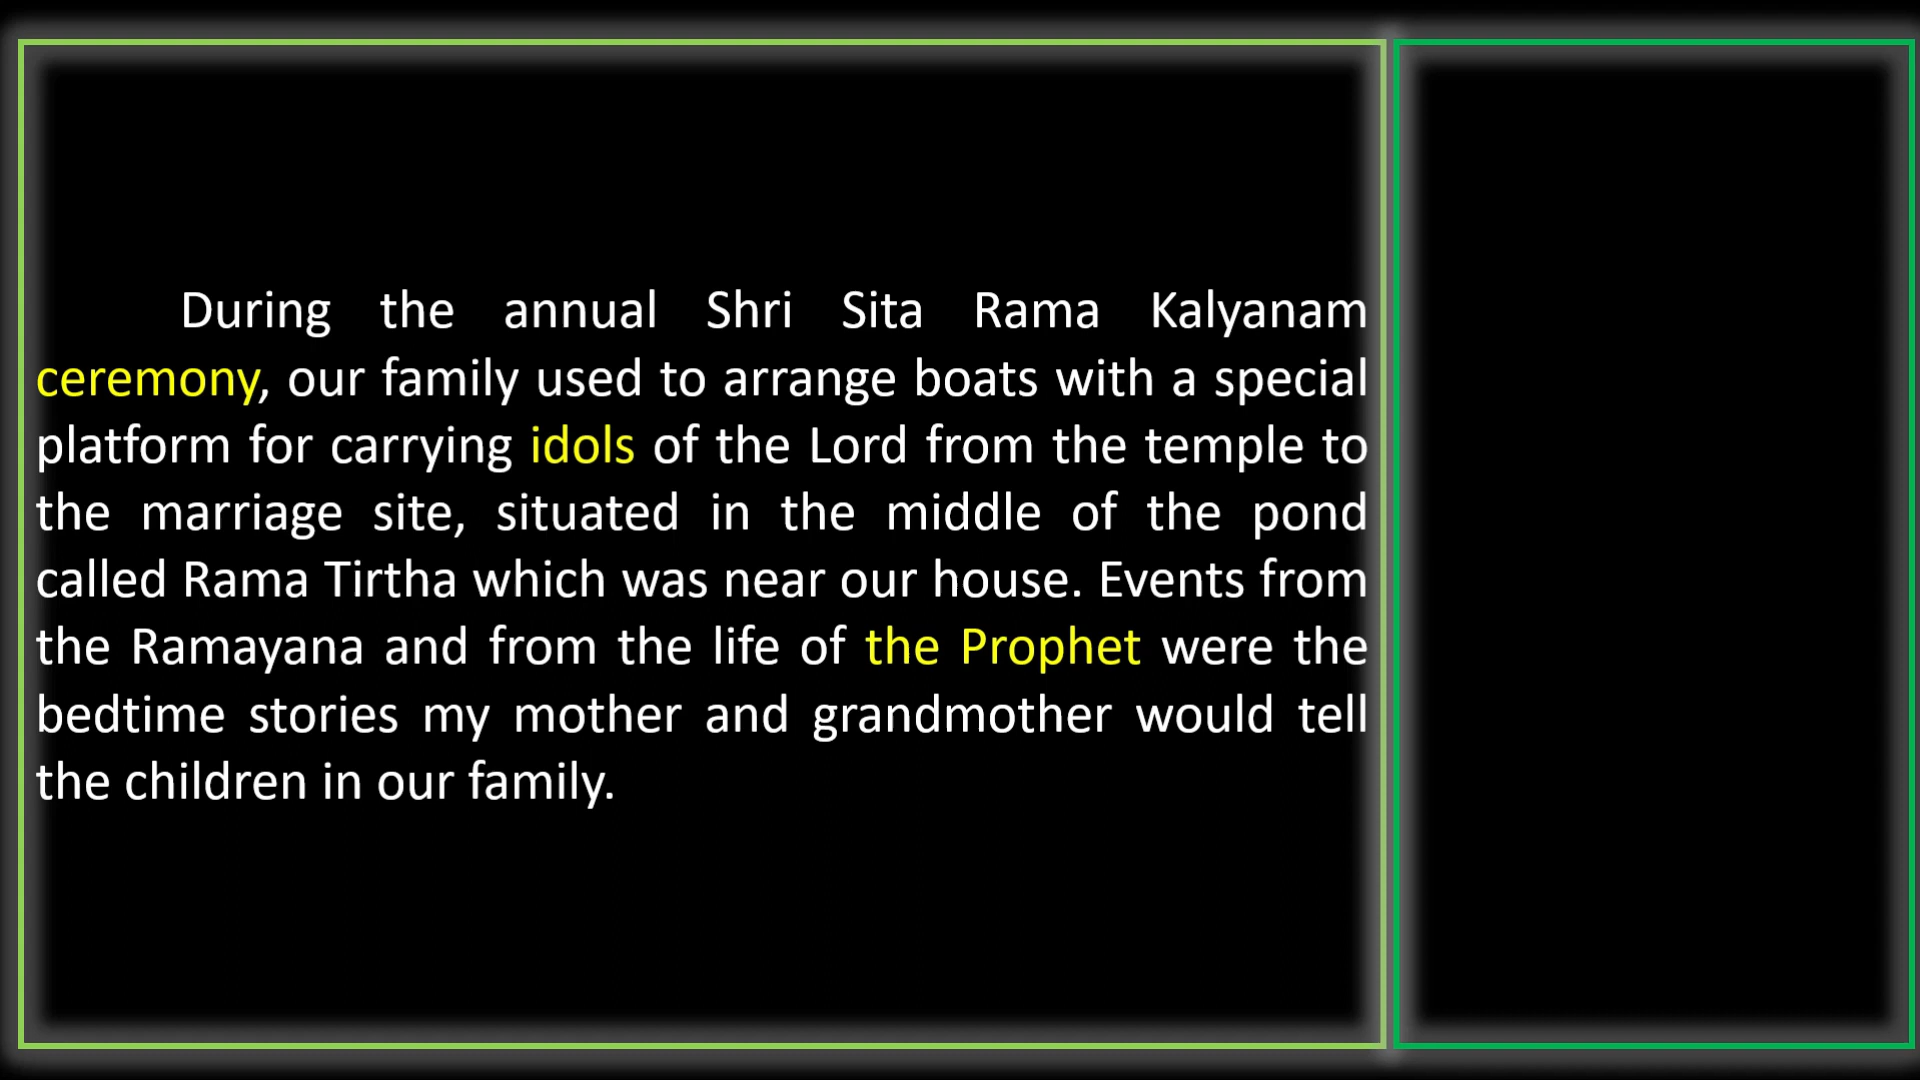 During the annual Shri Sita Rama Kalyanam
ceremony, our family used to arrange boats with a special
platform for carrying idols of the Lord from the temple to
the marriage site, situated in the middle of the pond
called Rama Tirtha which was near our house. Events from
the Ramayana and from the life of the Prophet were the
bedtime stories my mother and grandmother would tell
the children in our family.